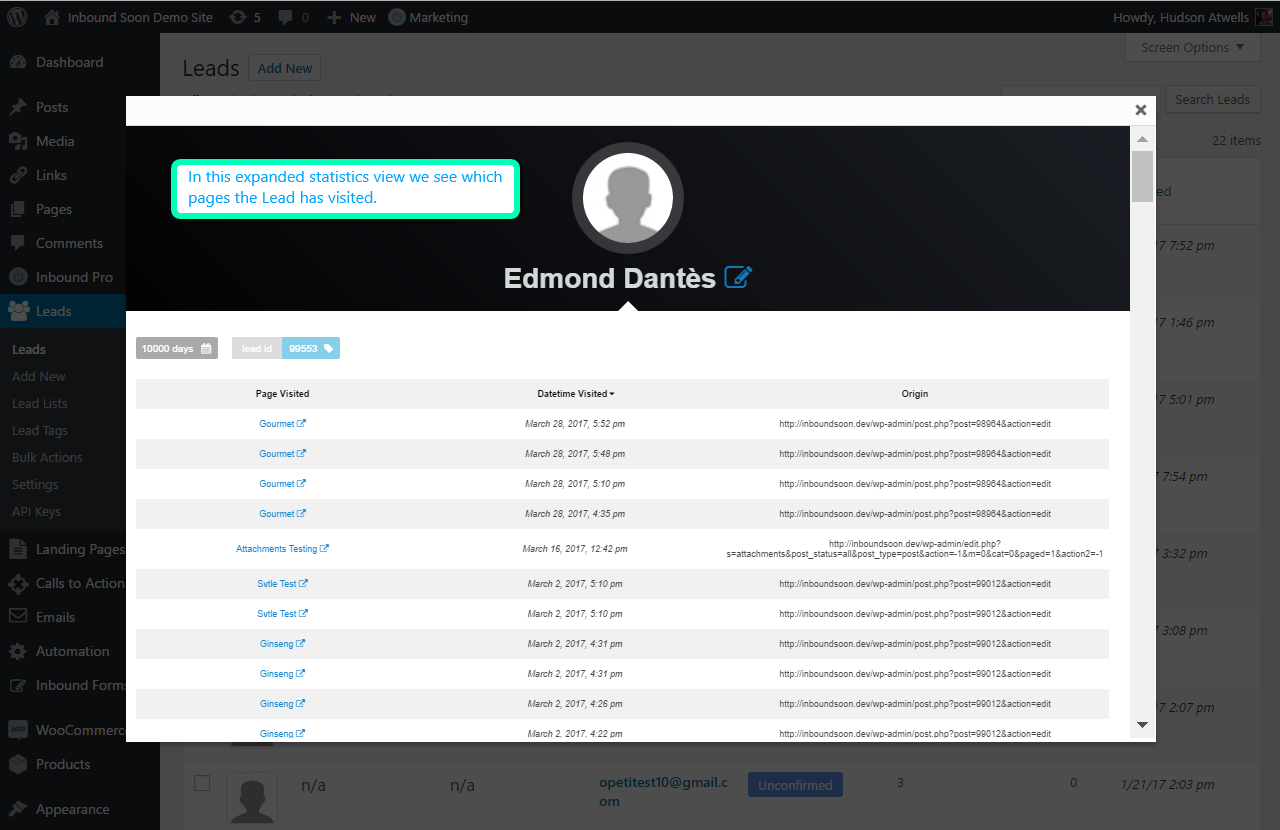 Inbound Soon Demo Site 5 0 New Marketing Howdy, Hudson Atwells
Dashboard
Posts
Media
Links
Pages
Comments
Inbound Pro
Leads
Leads
Add New
Lead Lists
Lead Tags
Bulk Actions
Settings
API Keys
Landing Pages
Calls to Action
Emails
Automation
Inbound Forms
WooCommerc
Products
Appearance
Screen Options
Leads Add New
Search Leads
22 items
In this expanded statistics view we see which
pages the Lead has visited.
Edmond Dantès
10000 days lead id 99553
Page Visited Datetime Visited Origin
Gourmet March 28, 2017, 5:52 pm http://inboundsoon.dev/wp-admin/post.php?post=98964&action=edit
Gourmet March 28, 2017, 5:48 pm http://inboundsoon.dev/wp-admin/post.php?post=98964&action=edit
Gourmet March 28, 2017, 5:10 pm http://inboundsoon.dev/wp-admin/post.php?post=98964&action=edit
Gourmet March 28, 2017, 4:35 pm http://inboundsoon.dev/wp-admin/post.php?post=98964&action=edit
Attachments Testing March 16, 2017, 12:42 pm http://inboundsoon.dev/wp-admin/edit.php?
s=attachments&post_status=all&post_type=post&action=-1&m=0&cat=0&paged=1&action2=-1
Svtle Test March 2, 2017, 5:10 pm http://inboundsoon.dev/wp-admin/post.php?post=99012&action=edit
Svtle Test March 2, 2017, 5:10 pm http://inboundsoon.dev/wp-admin/post.php?post=99012&action=edit
Ginseng March 2, 2017, 4:31 pm http://inboundsoon.dev/wp-admin/post.php?post=99012&action=edit
Ginseng March 2, 2017, 4:31 pm http://inboundsoon.dev/wp-admin/post.php?post=99012&action=edit
Ginseng March 2, 2017, 4:26 pm http://inboundsoon.dev/wp-admin/post.php?post=99012&action=edit
Ginseng March 2, 2017, 4:22 pm http://inboundsoon.dev/wp-admin/post.php?post=99012&action=edit
ed
7 7:52 pm
7 1:46 pm
7 5:01 pm
7 7:54 pm
7 3:32 pm
7 3:08 pm
17 2:07 pm
n/a n/a opetitest10@gmail.c Unconfirmed 3 0 1/21/17 2:03 pm
om